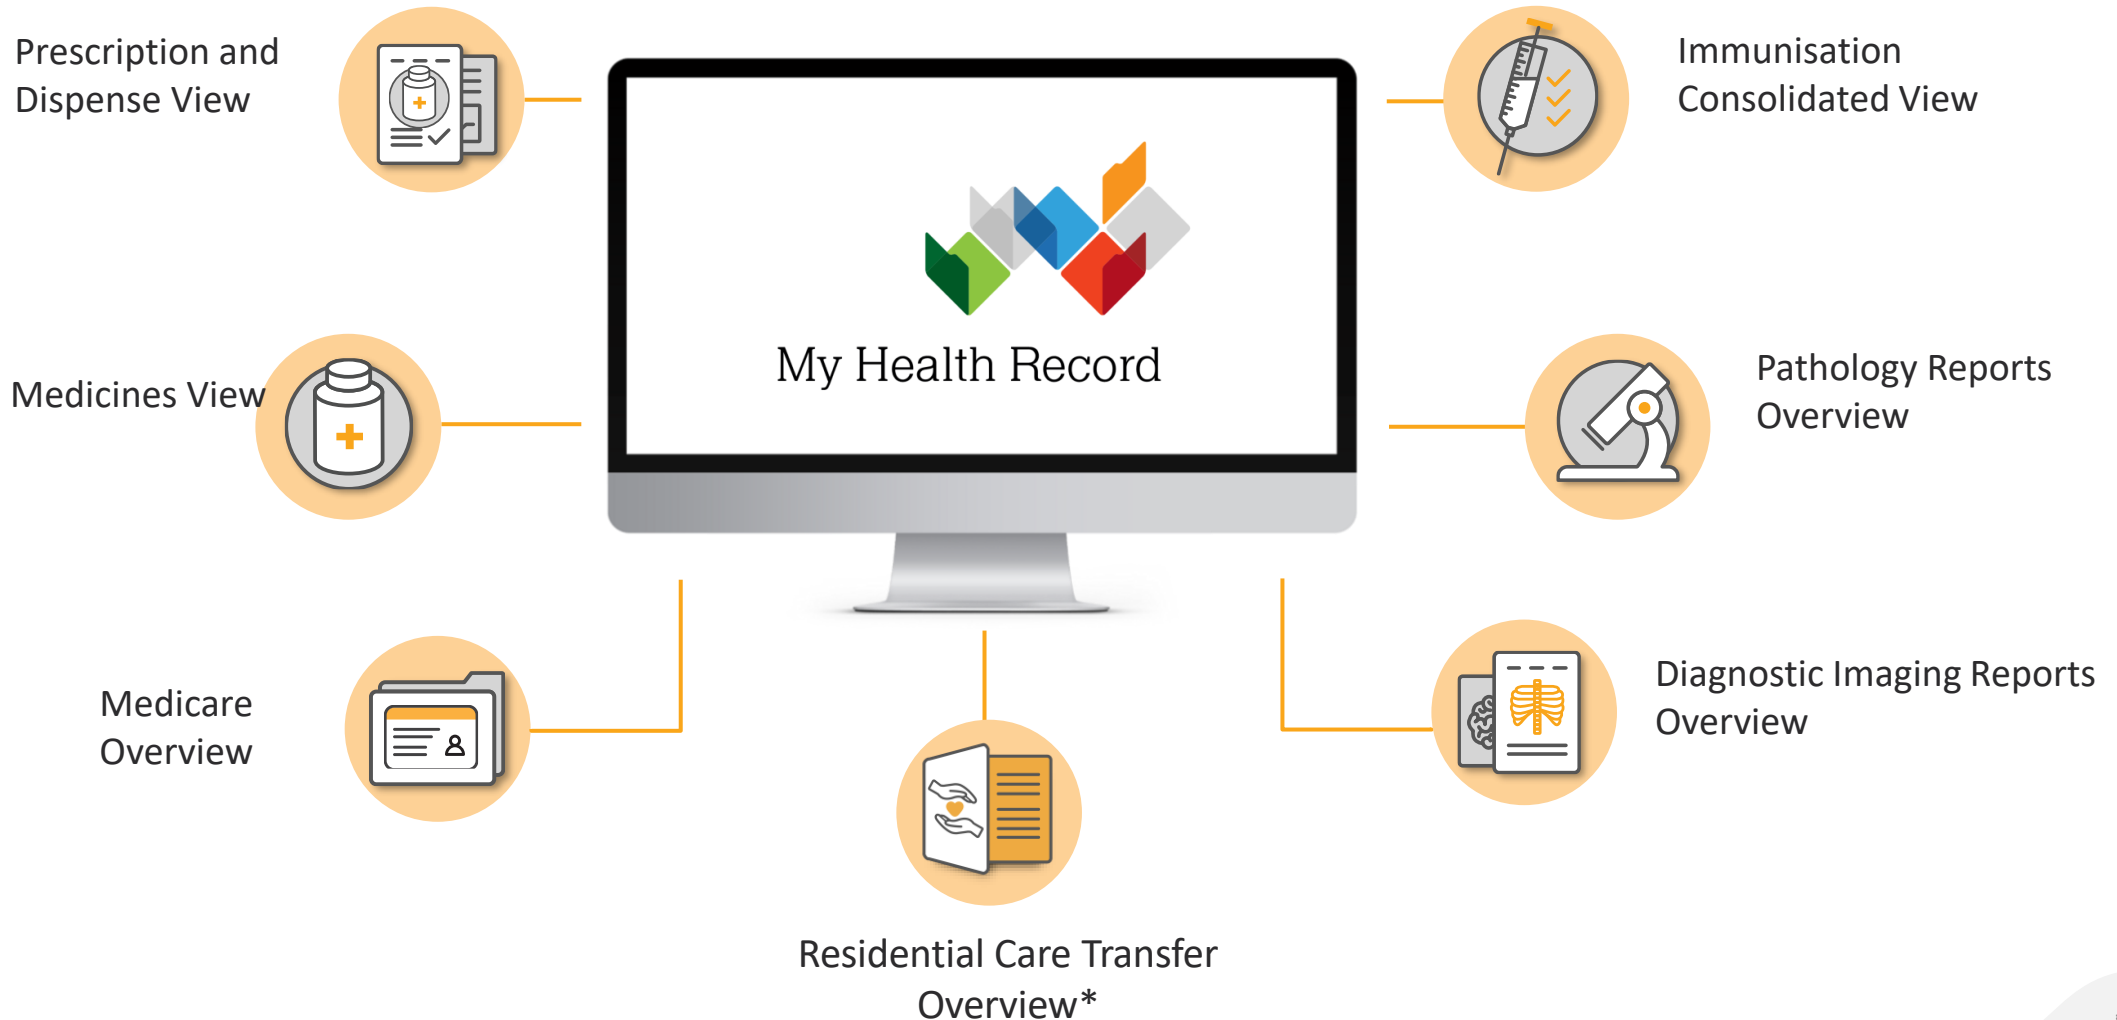 Prescription and
Dispense View
Immunisation
Consolidated View
My Health Record
Medicines View
Pathology Reports
Overview
Medicare
Overview
Diagnostic Imaging Reports
Overview
Residential Care Transfer
Overview*